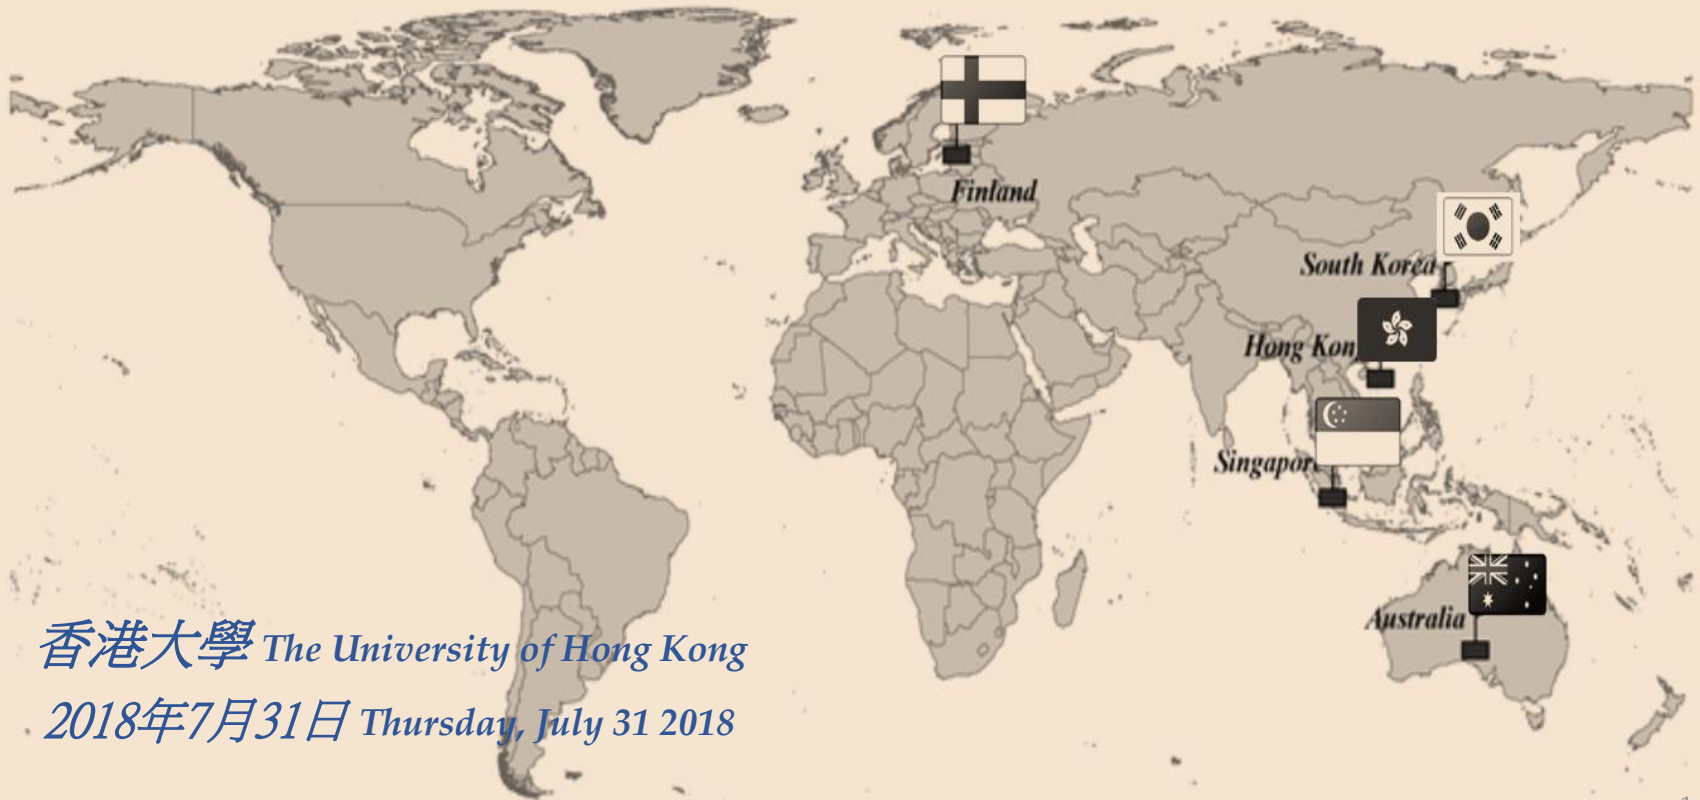 Finland
South Korea
Hong Kon
Singapor
Australia
香港大學 The University of Hong Kong
2018年7月31日 Thursday, July 31 2018